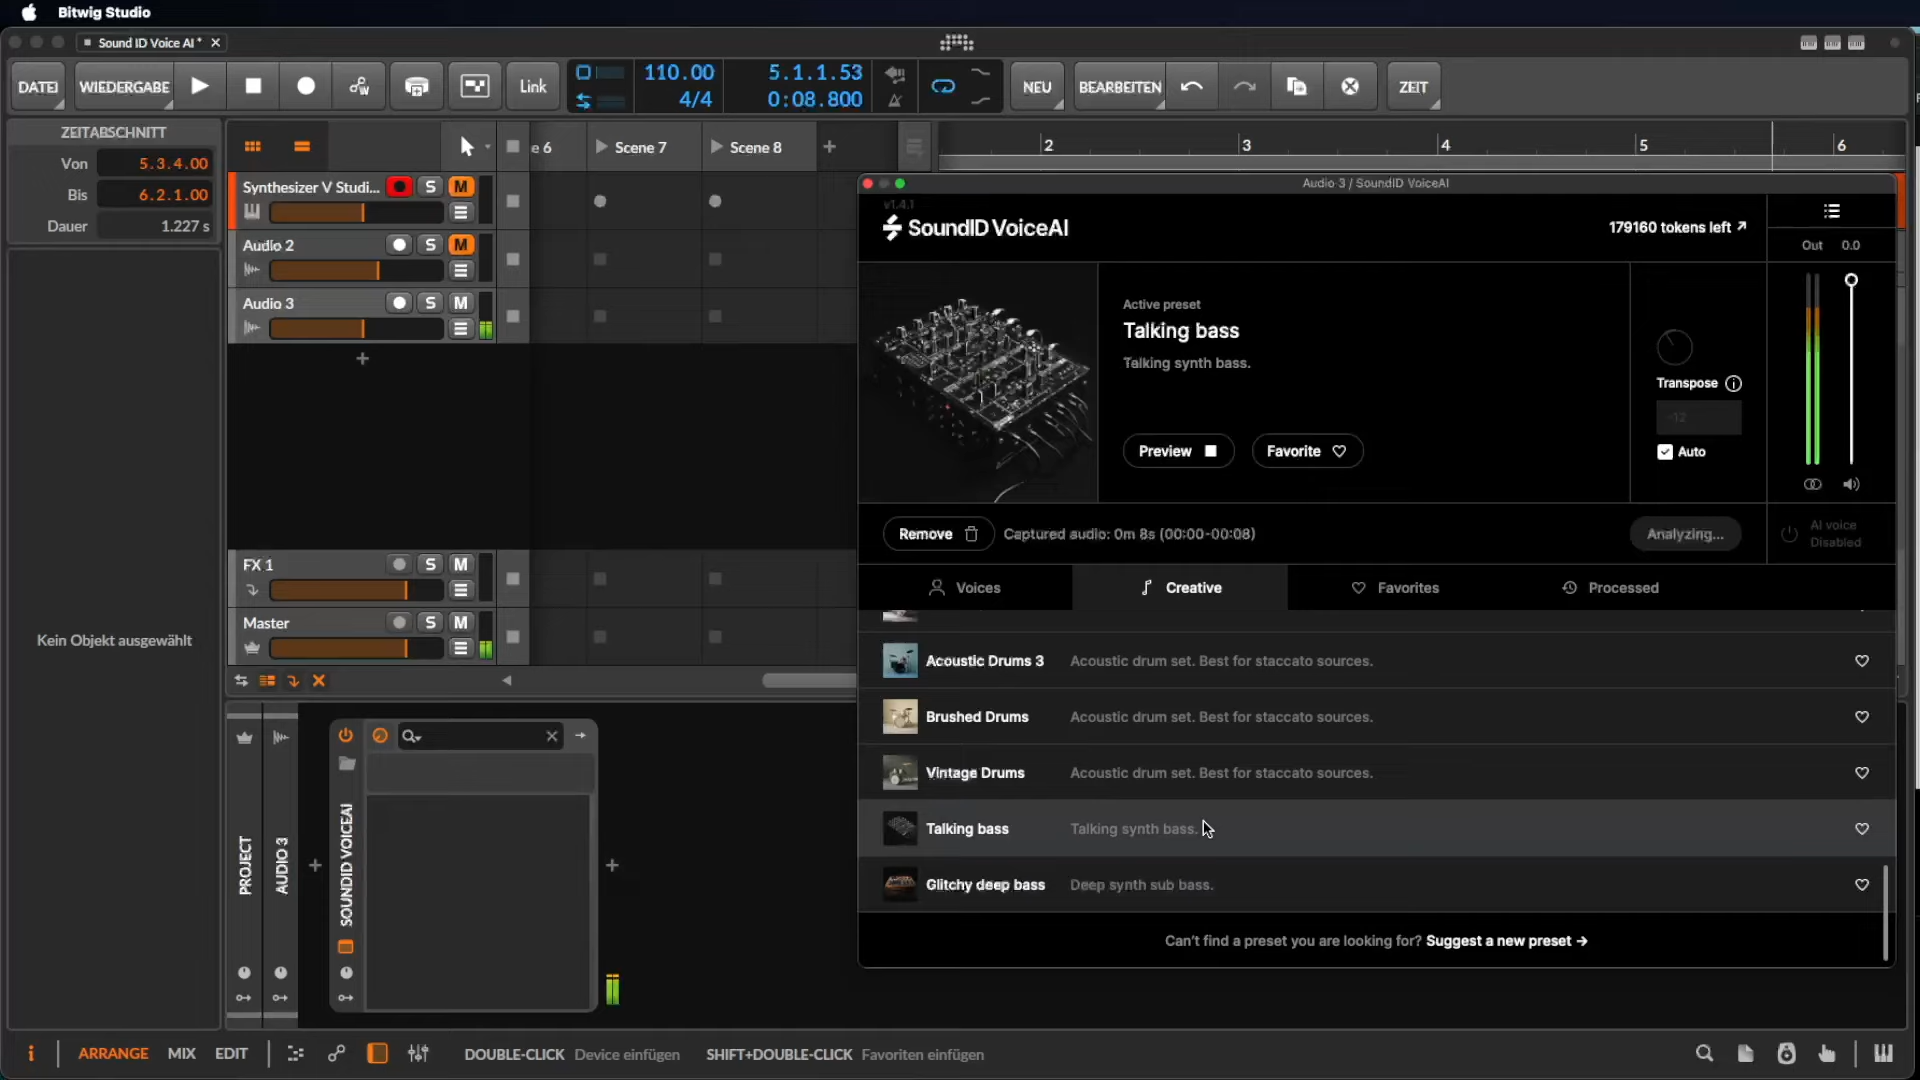 Bitwig Studio
Sound ID Voice AI *
DATEI
WIEDERGABE
Link
110.00
4/4
5.1.1.53
0:08.800
NEU
BEARBEITEN
ZEIT
ZEITABSCHNITT
Von 5.3.4.00
Bis 6.2.1.00
Dauer 1.227 s
Kein Objekt ausgewählt
e 6
Scene 7
Scene 8
2
3
4
5
6
Synthesizer V Studi...
S
M
Audio 2
S
M
Audio 3
S
M
FX 1
S
M
Master
S
M
Audio 3 / SoundID VoiceAI
v1.4.1
SoundID VoiceAI
179160 tokens left
Out 0.0
Active preset
Talking bass
Talking synth bass.
Preview
Favorite
Transpose
-12
Auto
Remove
Captured audio: 0m 8s (00:00-00:08)
Analyzing...
AI voice
Disabled
Voices
Creative
Favorites
Processed
Acoustic Drums 3 Acoustic drum set. Best for staccato sources.
Brushed Drums Acoustic drum set. Best for staccato sources.
Vintage Drums Acoustic drum set. Best for staccato sources.
Talking bass Talking synth bass.
Glitchy deep bass Deep synth sub bass.
Can't find a preset you are looking for? Suggest a new preset
PROJECT
AUDIO 3
SOUNDID VOICEAI
ARRANGE
MIX
EDIT
DOUBLE-CLICK Device einfügen
SHIFT+DOUBLE-CLICK Favoriten einfügen